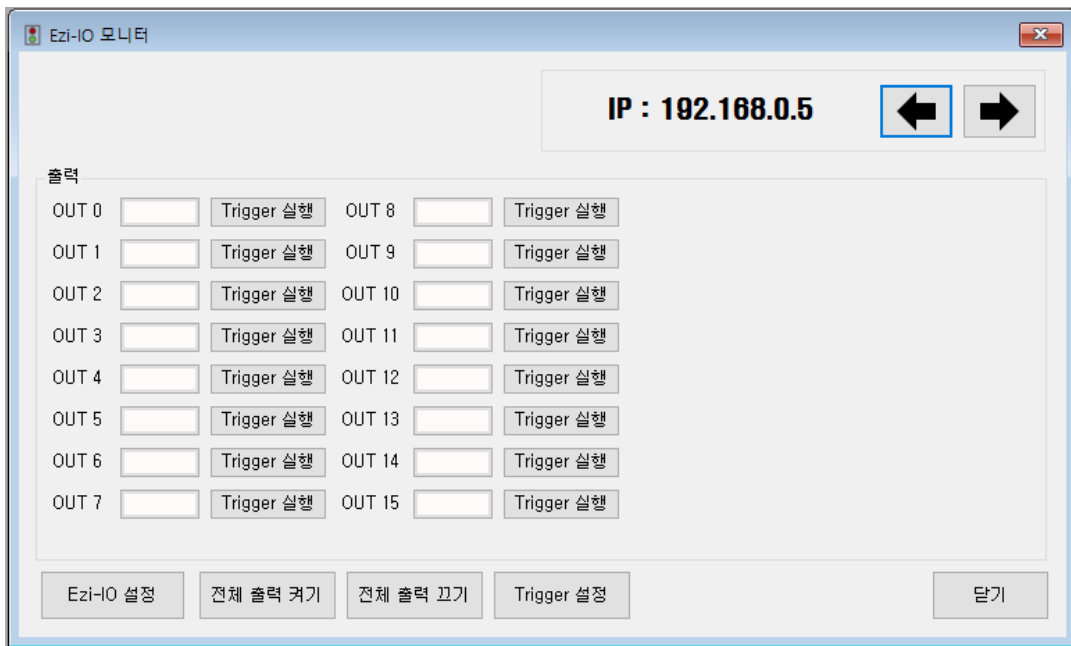 Ezi-IO 모니터
IP : 192.168.0.5
출력
OUT 0 Trigger 실행 OUT 8 Trigger 실행
OUT 1 Trigger 실행 OUT 9 Trigger 실행
OUT 2 Trigger 실행 OUT 10 Trigger 실행
OUT 3 Trigger 실행 OUT 11 Trigger 실행
OUT 4 Trigger 실행 OUT 12 Trigger 실행
OUT 5 Trigger 실행 OUT 13 Trigger 실행
OUT 6 Trigger 실행 OUT 14 Trigger 실행
OUT 7 Trigger 실행 OUT 15 Trigger 실행
Ezi-IO 설정 전체 출력 켜기 전체 출력 끄기 Trigger 설정 닫기